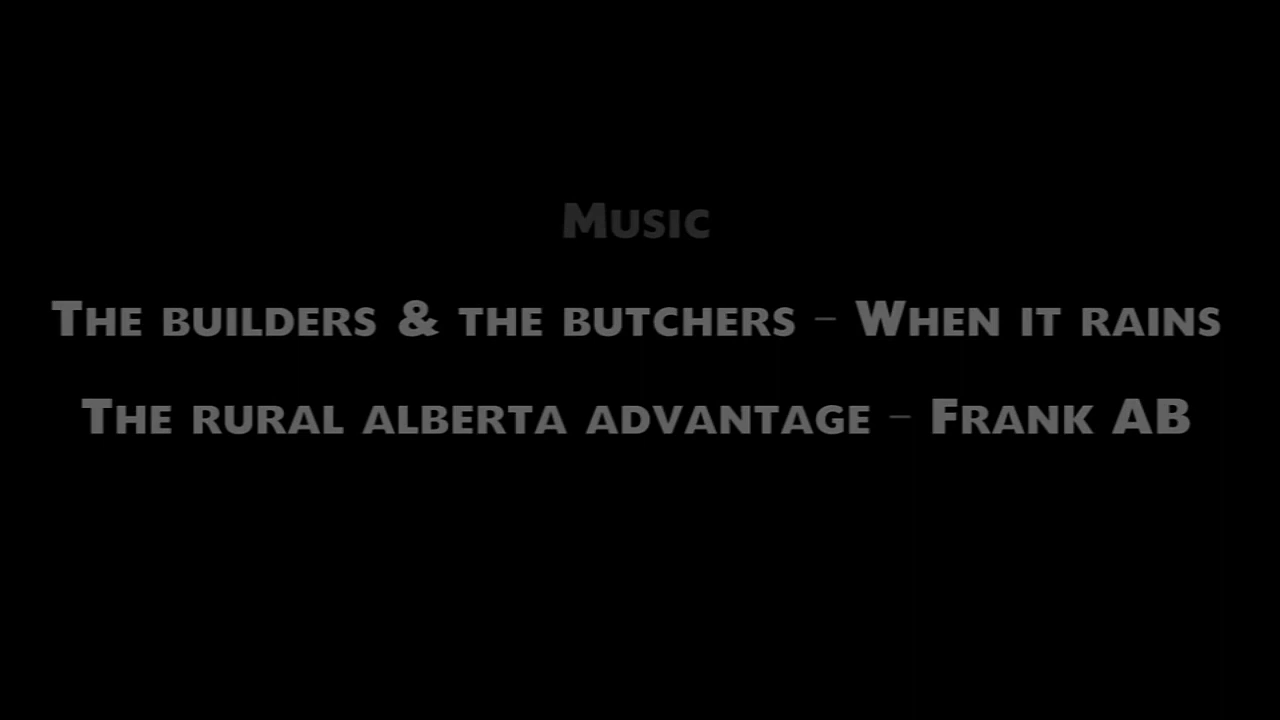 Music
The builders & the butchers – When it rains
The rural alberta advantage – Frank AB